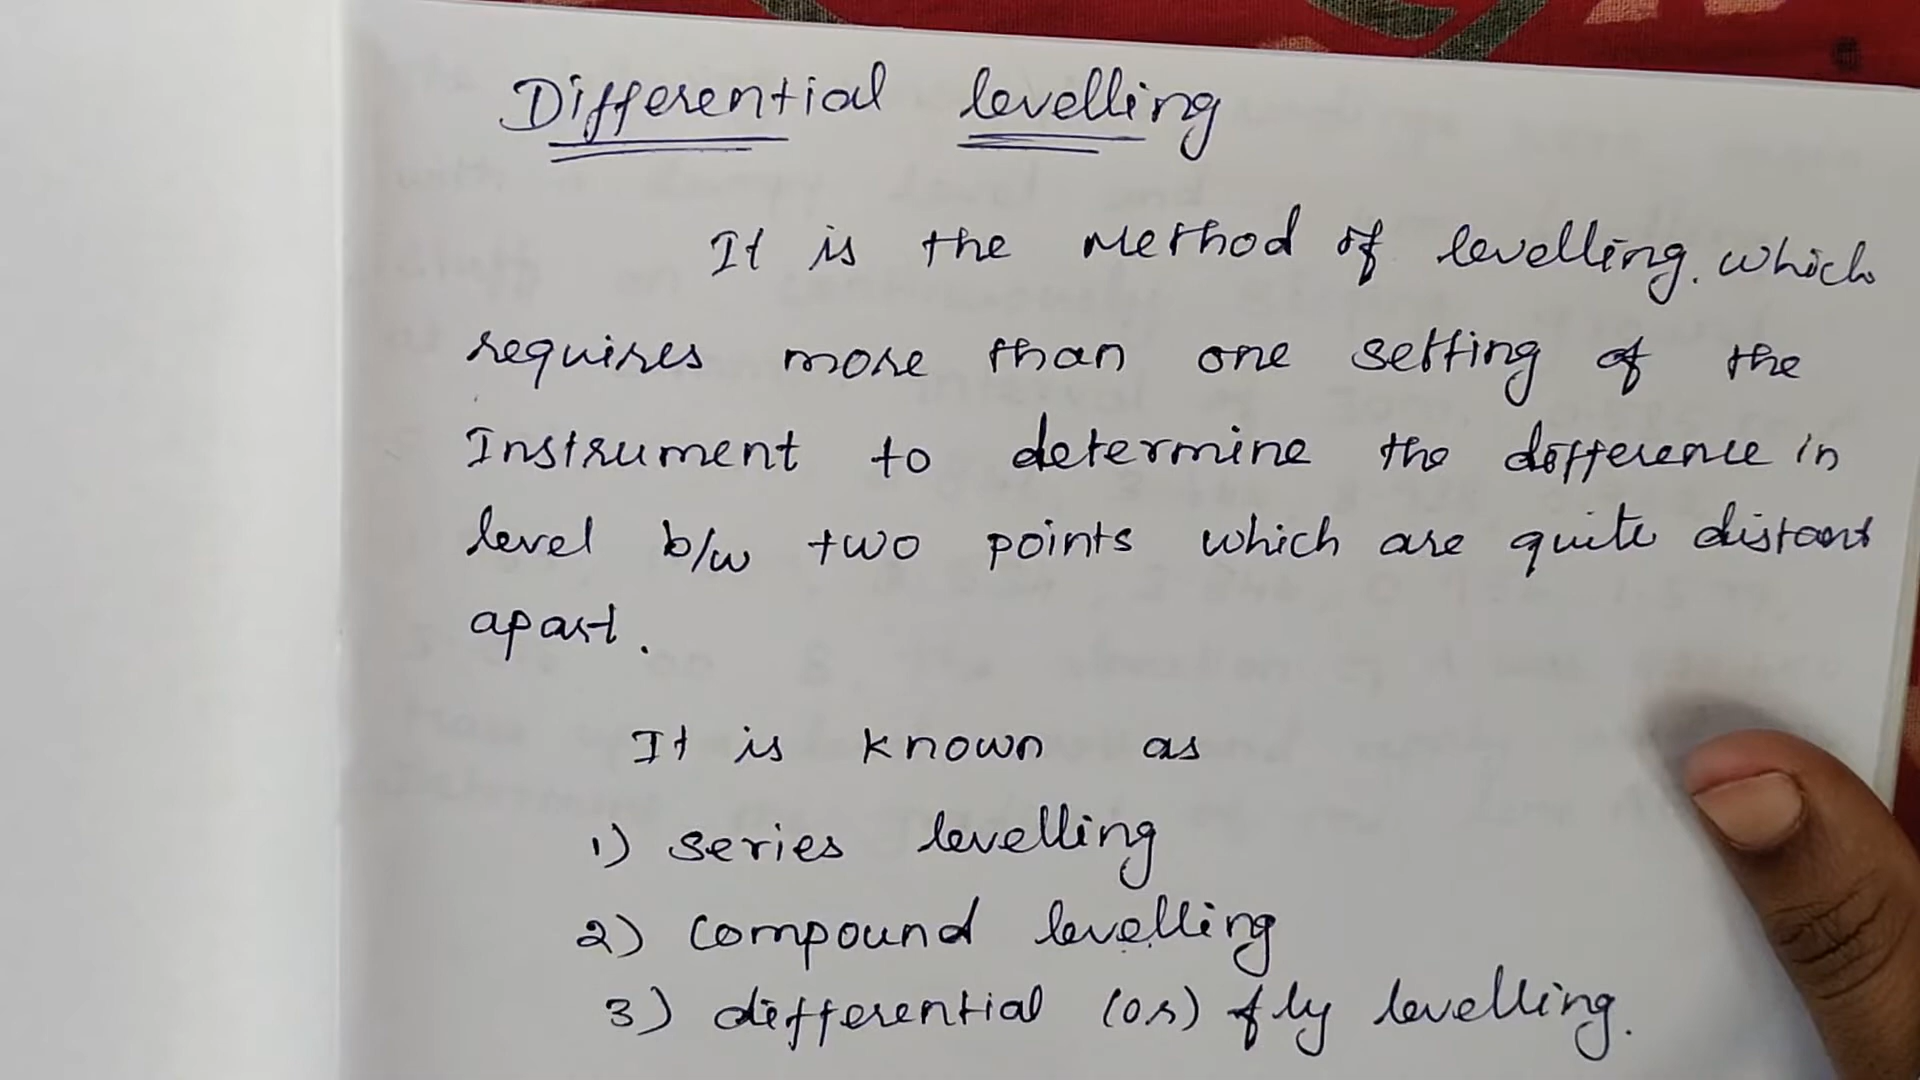 Differential levelling
It is the Method of levelling. which
requires more than one setting of the
Instrument to determine the difference in
level b/w two points which are quite distant
apart.
It is known as
1) series levelling
2) compound levelling
3) differential (or) fly levelling.